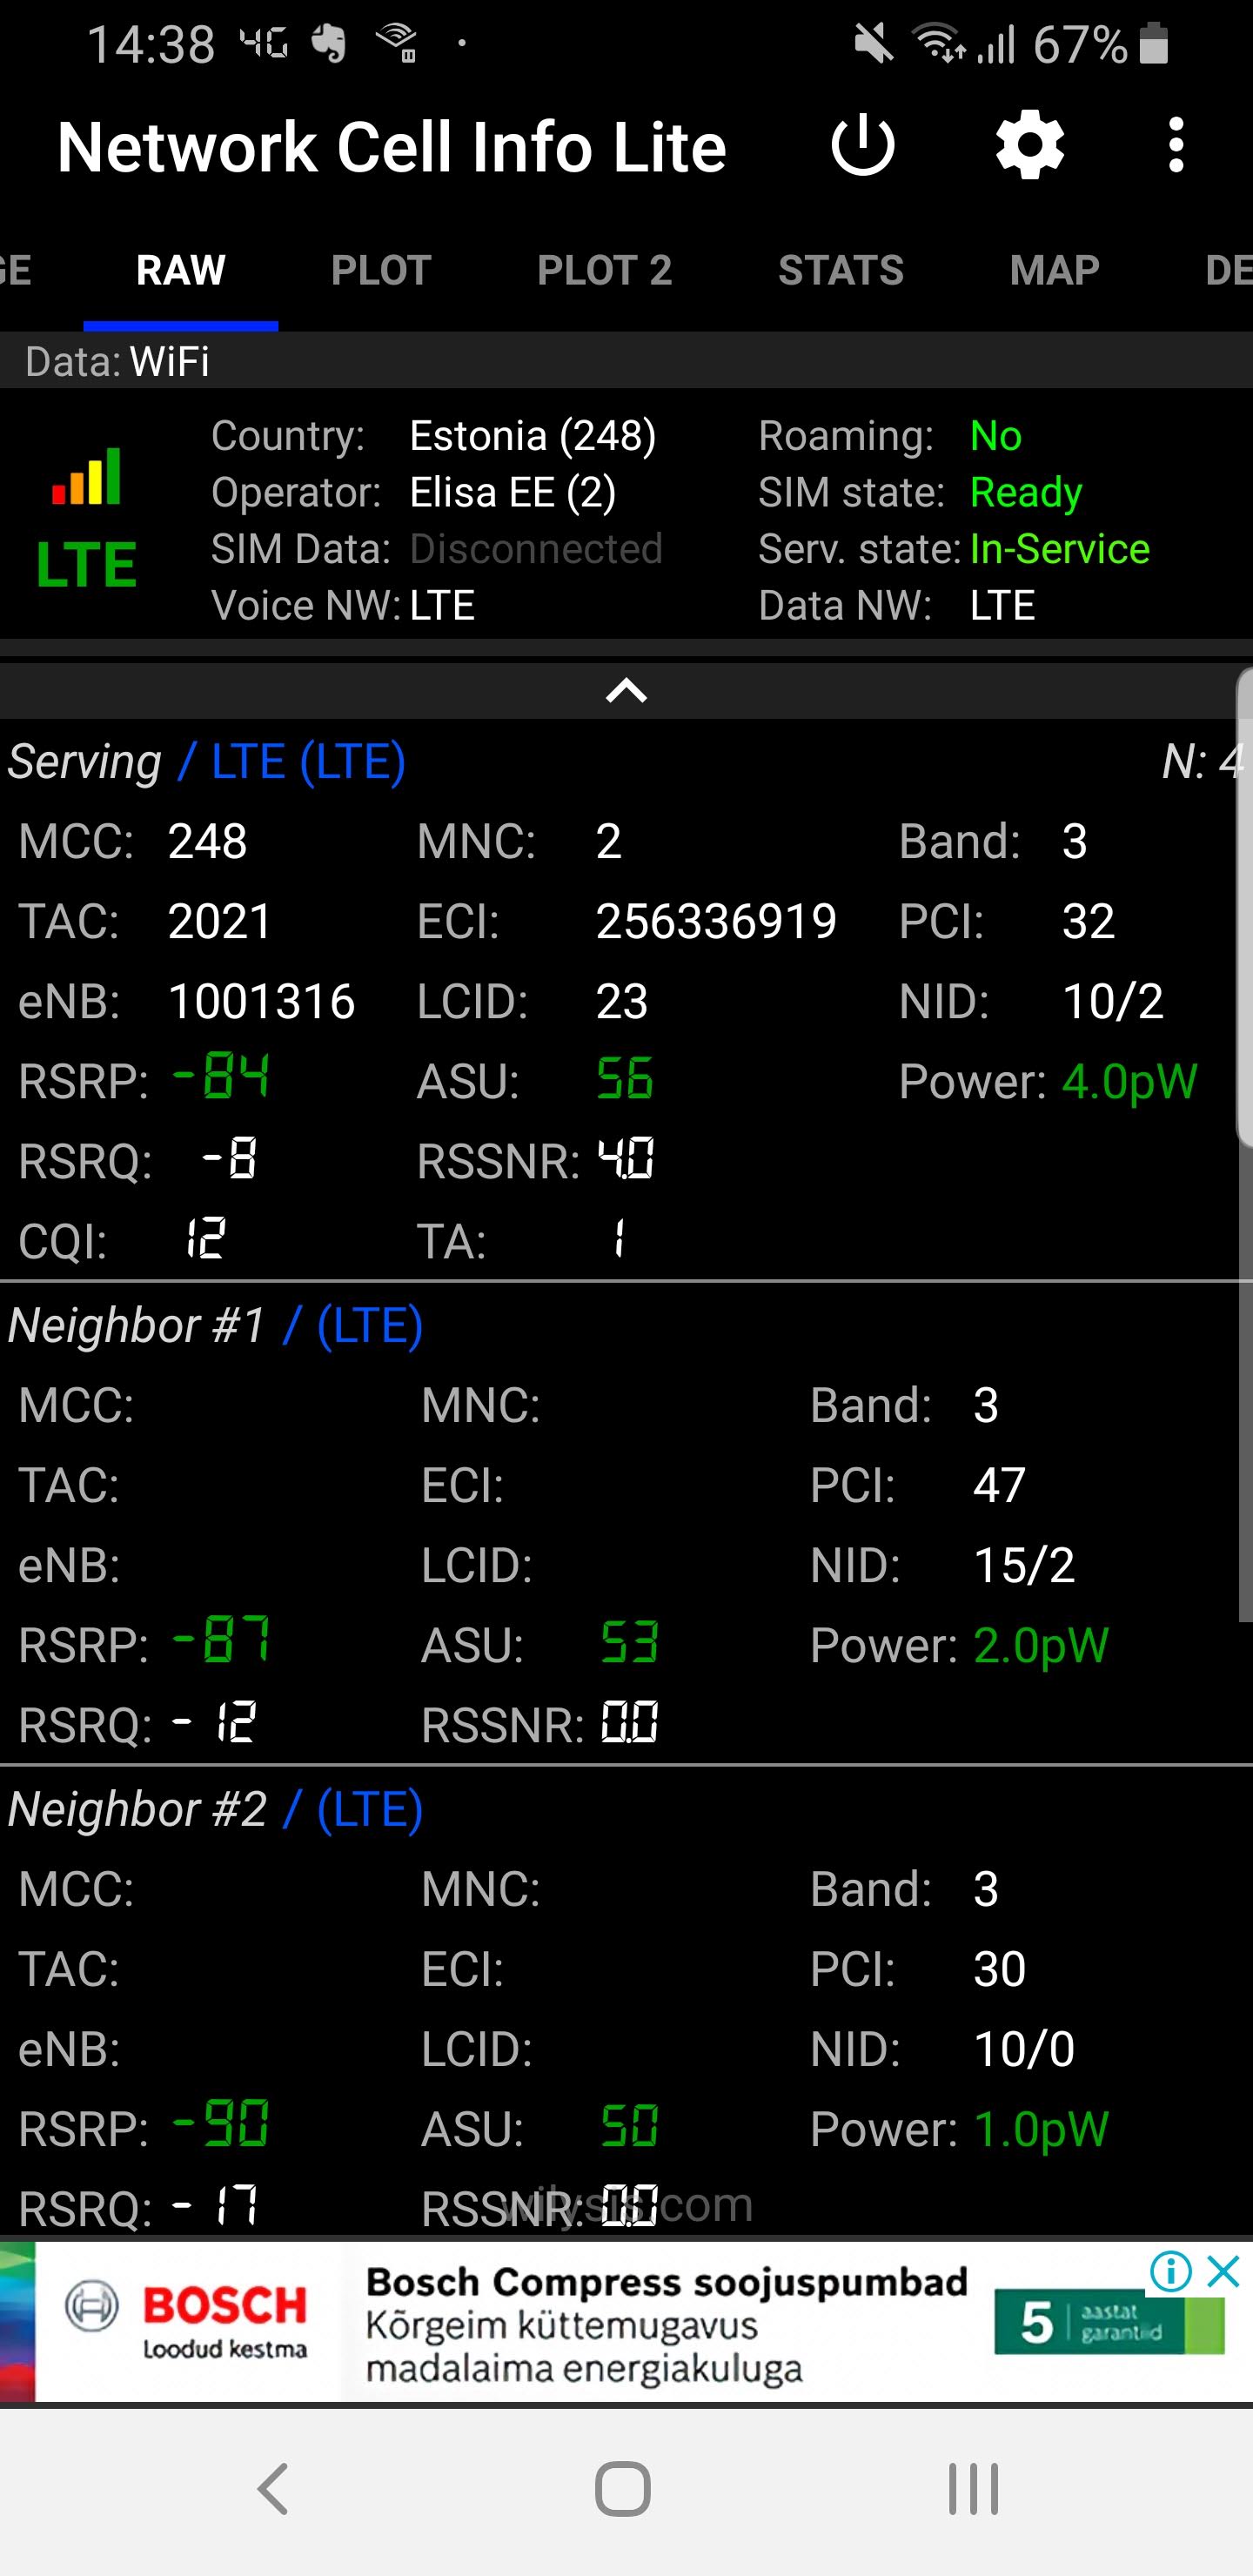 14:38 4G 67%
Network Cell Info Lite
GE RAW PLOT PLOT 2 STATS MAP DE
Data: WiFi
Country: Estonia (248) Roaming: No
Operator: Elisa EE (2) SIM state: Ready
LTE
SIM Data: Disconnected Serv. state: In-Service
Voice NW: LTE Data NW: LTE
Serving / LTE (LTE) N: 4
MCC: 248 MNC: 2 Band: 3
TAC: 2021 ECI: 256336919 PCI: 32
eNB: 1001316 LCID: 23 NID: 10/2
RSRP: -84 ASU: 56 Power: 4.0pW
RSRQ: -8 RSSNR: 4.0
CQI: 12 TA: 1
Neighbor #1 / (LTE)
MCC: MNC: Band: 3
TAC: ECI: PCI: 47
eNB: LCID: NID: 15/2
RSRP: -87 ASU: 53 Power: 2.0pW
RSRQ: -12 RSSNR: 0.0
Neighbor #2 / (LTE)
MCC: MNC: Band: 3
TAC: ECI: PCI: 30
eNB: LCID: NID: 10/0
RSRP: -90 ASU: 50 Power: 1.0pW
RSRQ: -17 RSSNR: 0.0
wilysis.com
BOSCH
Loodud kestma
Bosch Compress soojuspumbad
Kõrgeim küttemugavus
madalaima energiakuluga
5 aastat
garantiid